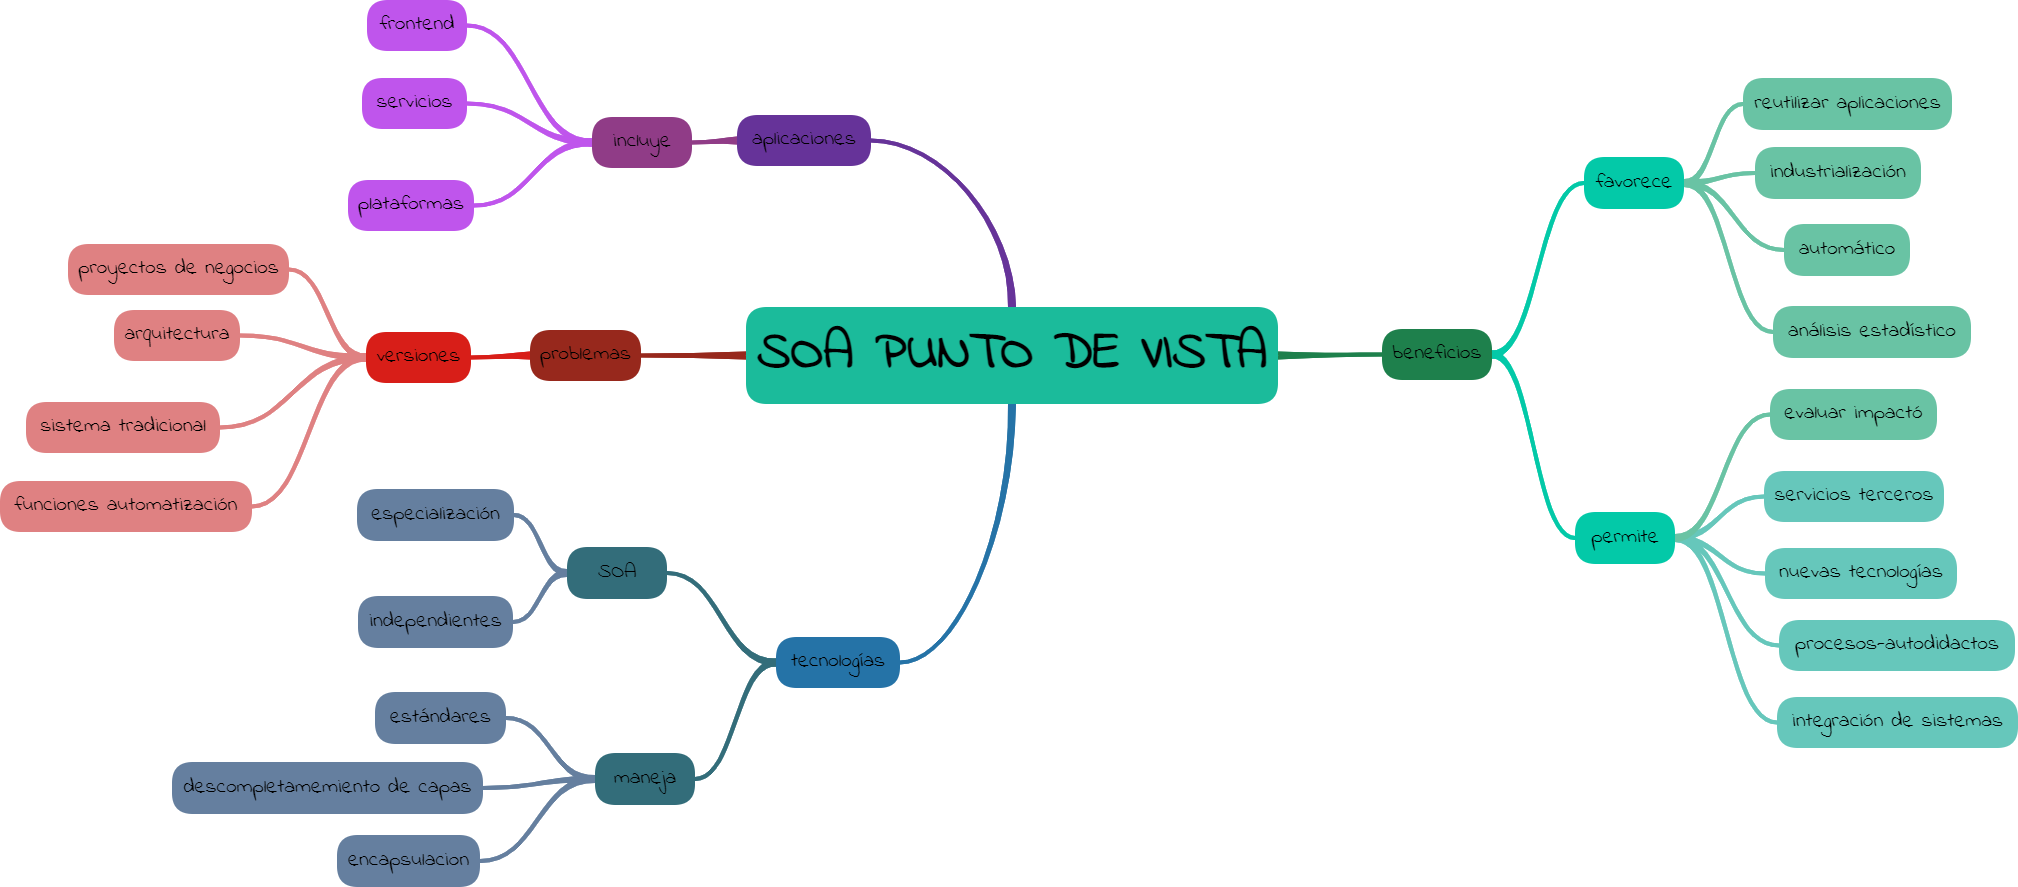 SOA PUNTO DE VISTA
aplicaciones
incluye
frontend
servicios
plataformas
problemas
versiones
proyectos de negocios
arquitectura
sistema tradicional
funciones automatización
tecnologías
SOA
especialización
independientes
maneja
estándares
descompletamemiento de capas
encapsulacion
beneficios
favorece
reutilizar aplicaciones
industrialización
automático
análisis estadístico
permite
evaluar impactó
servicios terceros
nuevas tecnologías
procesos-autodidactos
integración de sistemas